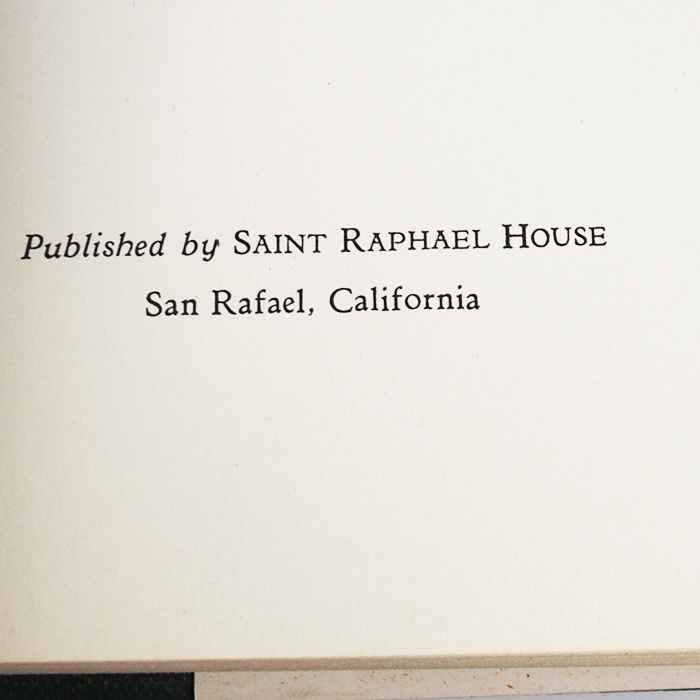 Published by SAINT RAPHAEL HOUSE
San Rafael, California